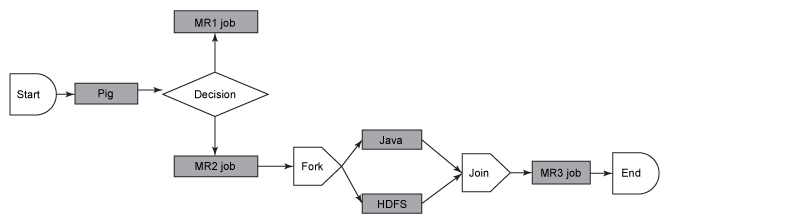 MR1 job
Start
Pig
Decision
MR2 job
Fork
Java
HDFS
Join
MR3 job
End